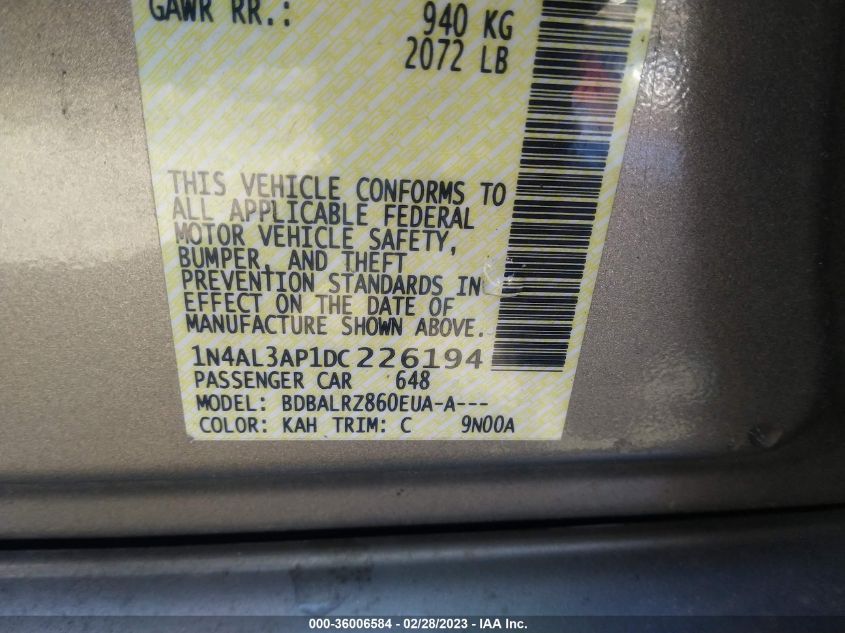 GAWR RR.: 940 KG
2072 LB
THIS VEHICLE CONFORMS TO
ALL APPLICABLE FEDERAL
MOTOR VEHICLE SAFETY,
BUMPER, AND THEFT
PREVENTION STANDARDS IN
EFFECT ON THE DATE OF
MANUFACTURE SHOWN ABOVE.
1N4AL3AP1DC226194
PASSENGER CAR 648
MODEL: BDBALRZ860EUA-A---
COLOR: KAH TRIM: C 9N00A
000-36006584 / 02/28/2023 - I A A Inc.